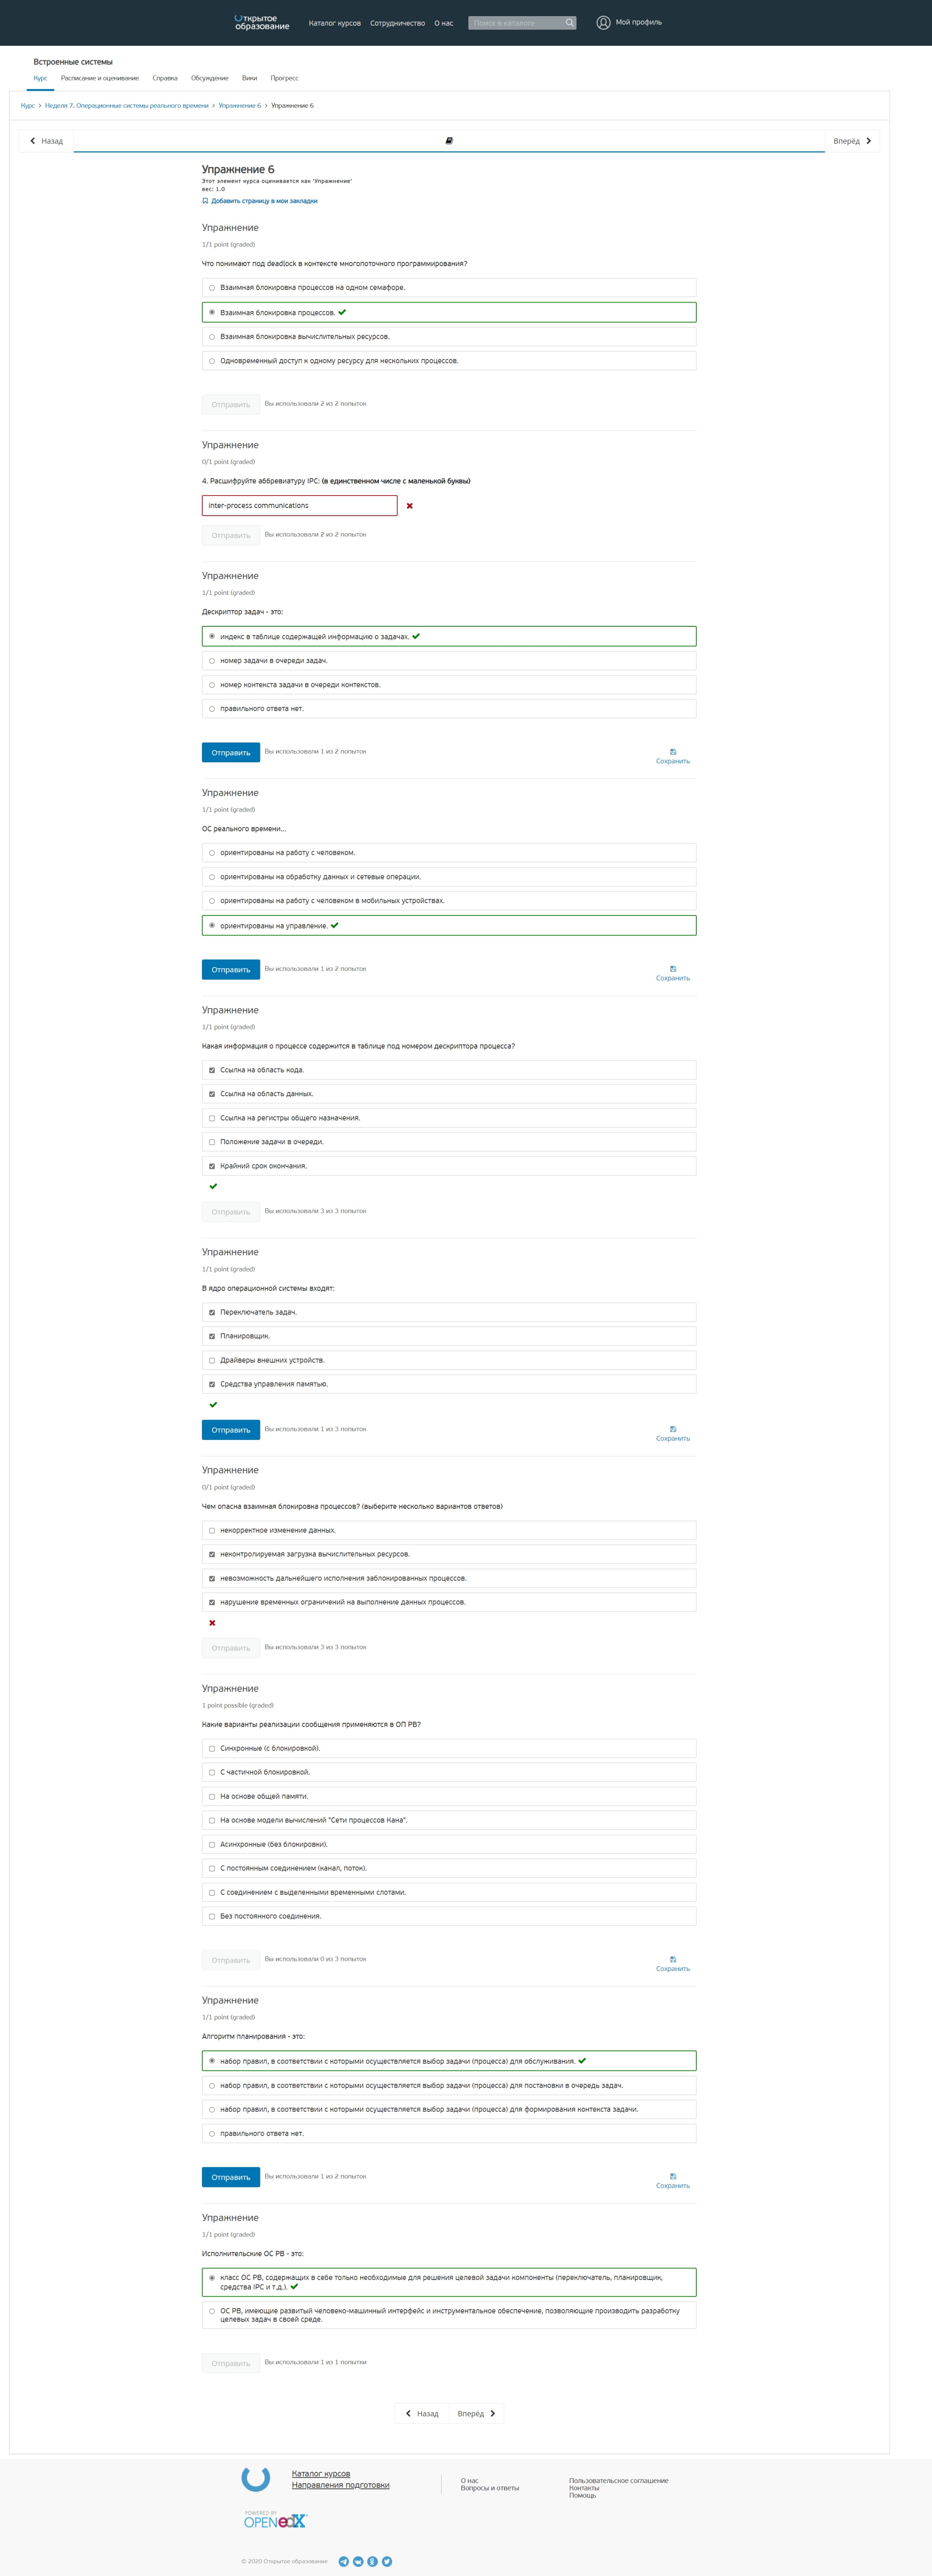 Открытое образование
Каталог курсов Сотрудничество О нас Поиск в каталоге Мой профиль
Встроенные системы
Курс Расписание и оценивание Справка Обсуждение Вики Прогресс
Курс > Неделя 7. Операционные системы реального времени > Упражнение 6 > Упражнение 6
Назад Вперёд
Упражнение 6
Этот элемент курса оценивается как 'Упражнение'
вес: 1.0
Добавить страницу в мои закладки
Упражнение
1/1 point (graded)
Что понимают под deadlock в контексте многопоточного программирования?
Взаимная блокировка процессов на одном семафоре.
Взаимная блокировка процессов.
Взаимная блокировка вычислительных ресурсов.
Одновременный доступ к одному ресурсу для нескольких процессов.
Отправить Вы использовали 2 из 2 попыток
Упражнение
0/1 point (graded)
4. Расшифруйте аббревиатуру IPC: (в единственном числе с маленькой буквы)
inter-process communications
Отправить Вы использовали 2 из 2 попыток
Упражнение
1/1 point (graded)
Дескриптор задач - это:
индекс в таблице содержащей информацию о задачах.
номер задачи в очереди задач.
номер контекста задачи в очереди контекстов.
правильного ответа нет.
Отправить Вы использовали 1 из 2 попыток
Сохранить
Упражнение
1/1 point (graded)
ОС реального времени...
ориентированы на работу с человеком.
ориентированы на обработку данных и сетевые операции.
ориентированы на работу с человеком в мобильных устройствах.
ориентированы на управление.
Отправить Вы использовали 1 из 2 попыток
Сохранить
Упражнение
1/1 point (graded)
Какая информация о процессе содержится в таблице под номером дескриптора процесса?
Ссылка на область кода.
Ссылка на область данных.
Ссылка на регистры общего назначения.
Положение задачи в очереди.
Крайний срок окончания.
Отправить Вы использовали 3 из 3 попыток
Упражнение
1/1 point (graded)
В ядро операционной системы входят:
Переключатель задач.
Планировщик.
Драйверы внешних устройств.
Средства управления памятью.
Отправить Вы использовали 1 из 3 попыток
Сохранить
Упражнение
0/1 point (graded)
Чем опасна взаимная блокировка процессов? (выберите несколько вариантов ответов)
некорректное изменение данных.
неконтролируемая загрузка вычислительных ресурсов.
невозможность дальнейшего исполнения заблокированных процессов.
нарушение временных ограничений на выполнение данных процессов.
Отправить Вы использовали 3 из 3 попыток
Упражнение
1 point possible (graded)
Какие варианты реализации сообщения применяются в ОП РВ?
Синхронные (с блокировкой).
С частичной блокировкой.
На основе общей памяти.
На основе модели вычислений "Сети процессов Кана".
Асинхронные (без блокировки).
С постоянным соединением (канал, поток).
С соединением с выделенными временными слотами.
Без постоянного соединения.
Отправить Вы использовали 0 из 3 попыток
Сохранить
Упражнение
1/1 point (graded)
Алгоритм планирования - это:
набор правил, в соответствии с которыми осуществляется выбор задачи (процесса) для обслуживания.
набор правил, в соответствии с которыми осуществляется выбор задачи (процесса) для постановки в очередь задач.
набор правил, в соответствии с которыми осуществляется выбор задачи (процесса) для формирования контекста задачи.
правильного ответа нет.
Отправить Вы использовали 1 из 2 попыток
Сохранить
Упражнение
1/1 point (graded)
Исполнительские ОС РВ - это:
класс ОС РВ, содержащих в себе только необходимые для решения целевой задачи компоненты (переключатель, планировщик,
средства IPC и т.д.).
ОС РВ, имеющие развитый человеко-машинный интерфейс и инструментальное обеспечение, позволяющие производить разработку
целевых задач в своей среде.
Отправить Вы использовали 1 из 1 попытки
Назад Вперёд
Каталог курсов
Направления подготовки
О нас
Вопросы и ответы
Пользовательское соглашение
Контакты
Помощь
POWERED BY
OPEN edX
© 2020 Открытое образование